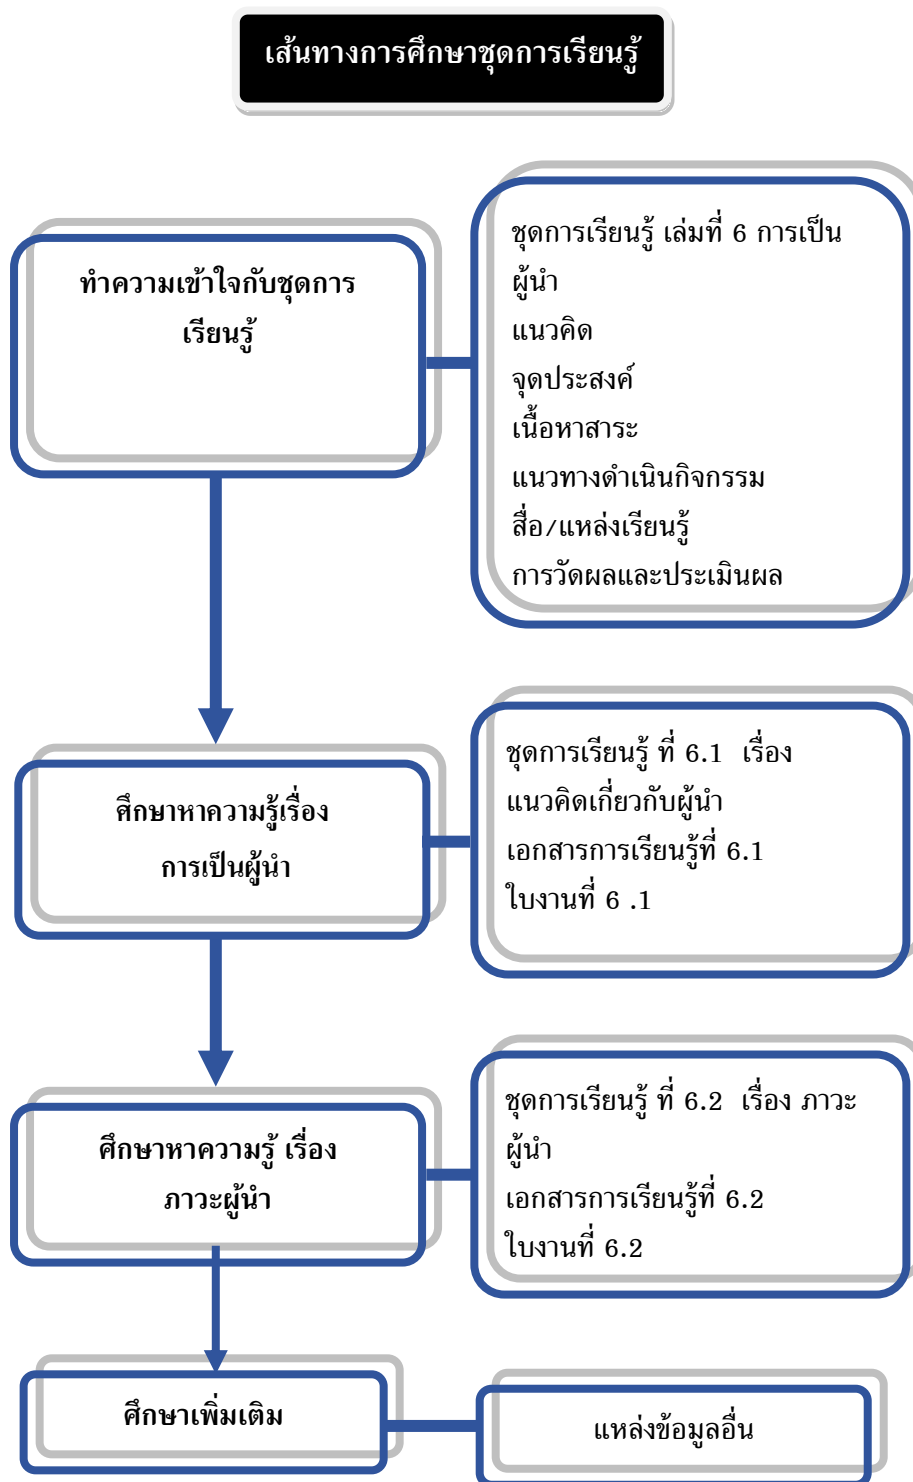 เส้นทางการศึกษาชุดการเรียนรู้
ทำความเข้าใจกับชุดการ
เรียนรู้
ชุดการเรียนรู้ เล่มที่ 6 การเป็น
ผู้นำ
แนวคิด
จุดประสงค์
เนื้อหาสาระ
แนวทางดำเนินกิจกรรม
สื่อ/แหล่งเรียนรู้
การวัดผลและประเมินผล
ศึกษาหาความรู้เรื่อง
การเป็นผู้นำ
ชุดการเรียนรู้ ที่ 6.1 เรื่อง
แนวคิดเกี่ยวกับผู้นำ
เอกสารการเรียนรู้ที่ 6.1
ใบงานที่ 6 .1
ศึกษาหาความรู้ เรื่อง
ภาวะผู้นำ
ชุดการเรียนรู้ ที่ 6.2 เรื่อง ภาวะ
ผู้นำ
เอกสารการเรียนรู้ที่ 6.2
ใบงานที่ 6.2
ศึกษาเพิ่มเติม
แหล่งข้อมูลอื่น